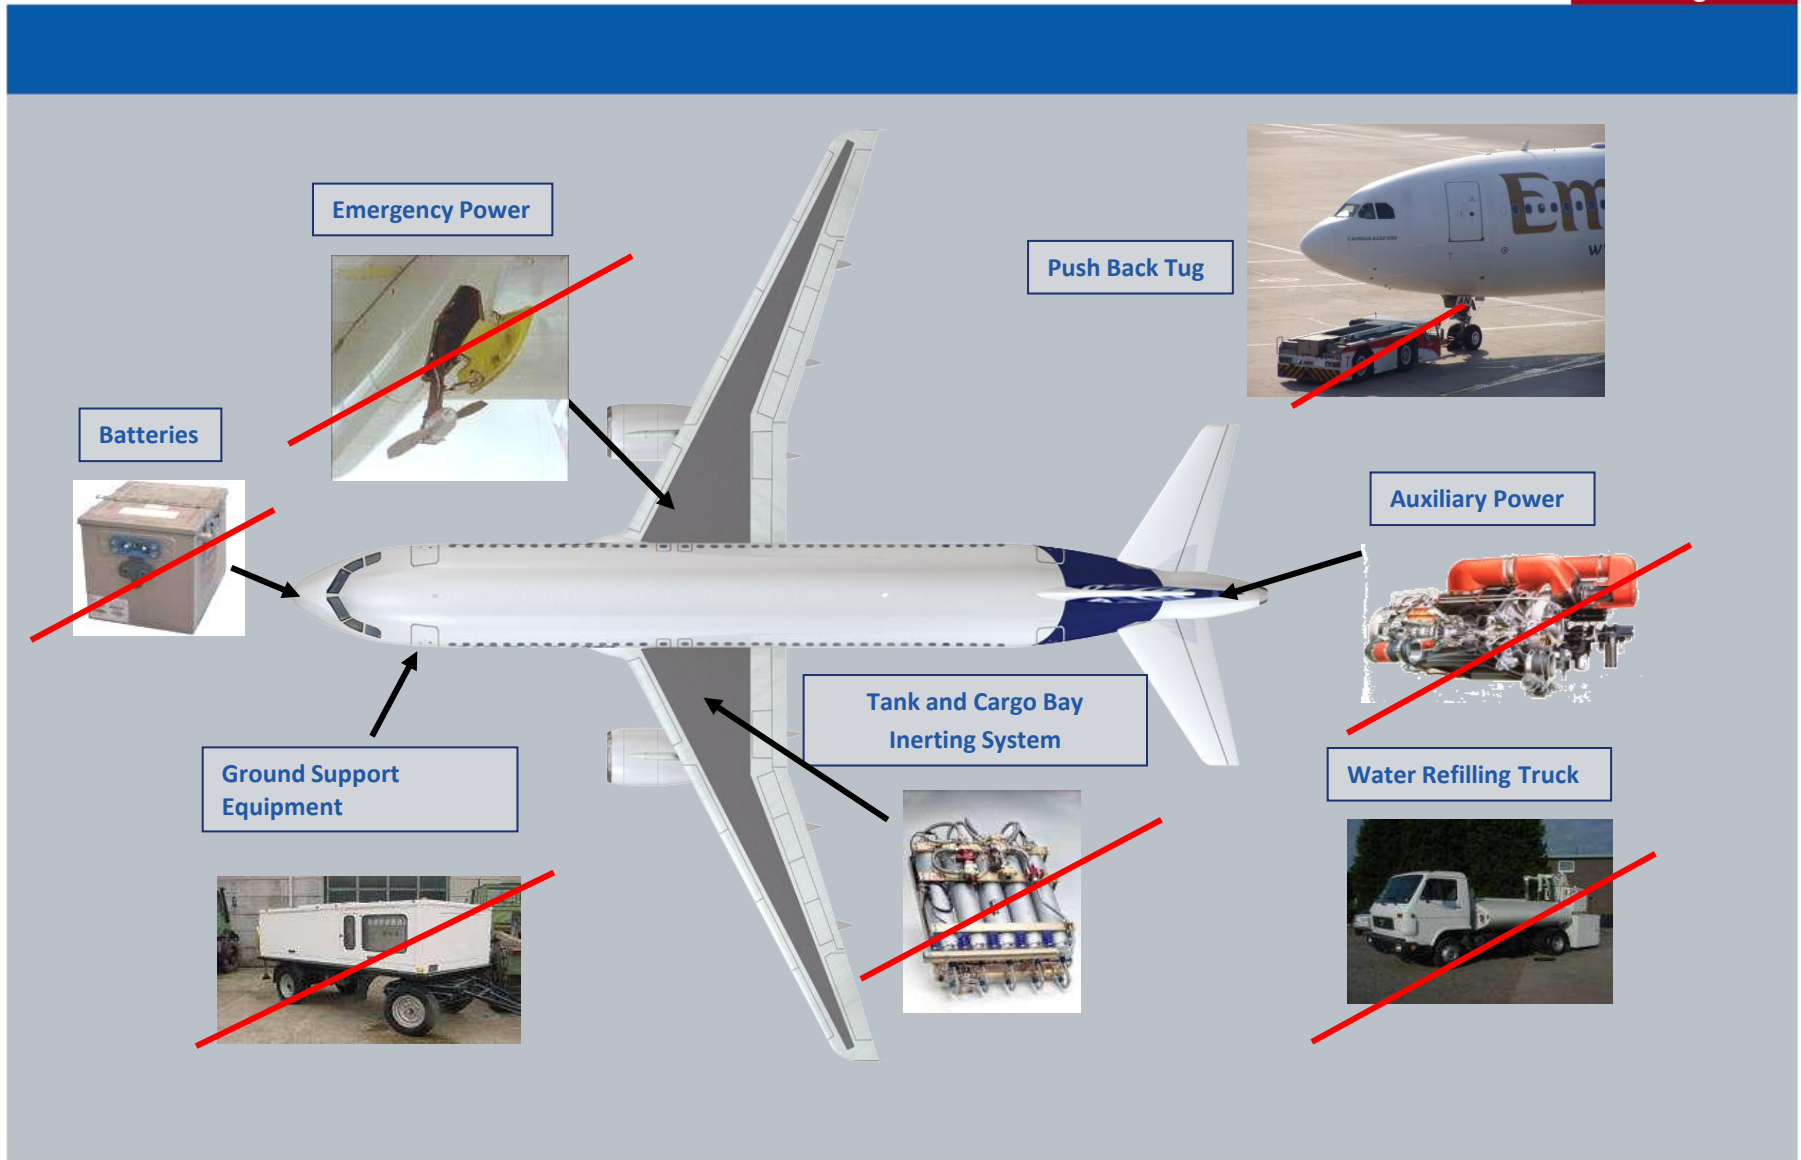 Emergency Power
Push Back Tug
Em
Batteries
Auxiliary Power
Tank and Cargo Bay
Inerting System
Ground Support
Equipment
Water Refilling Truck